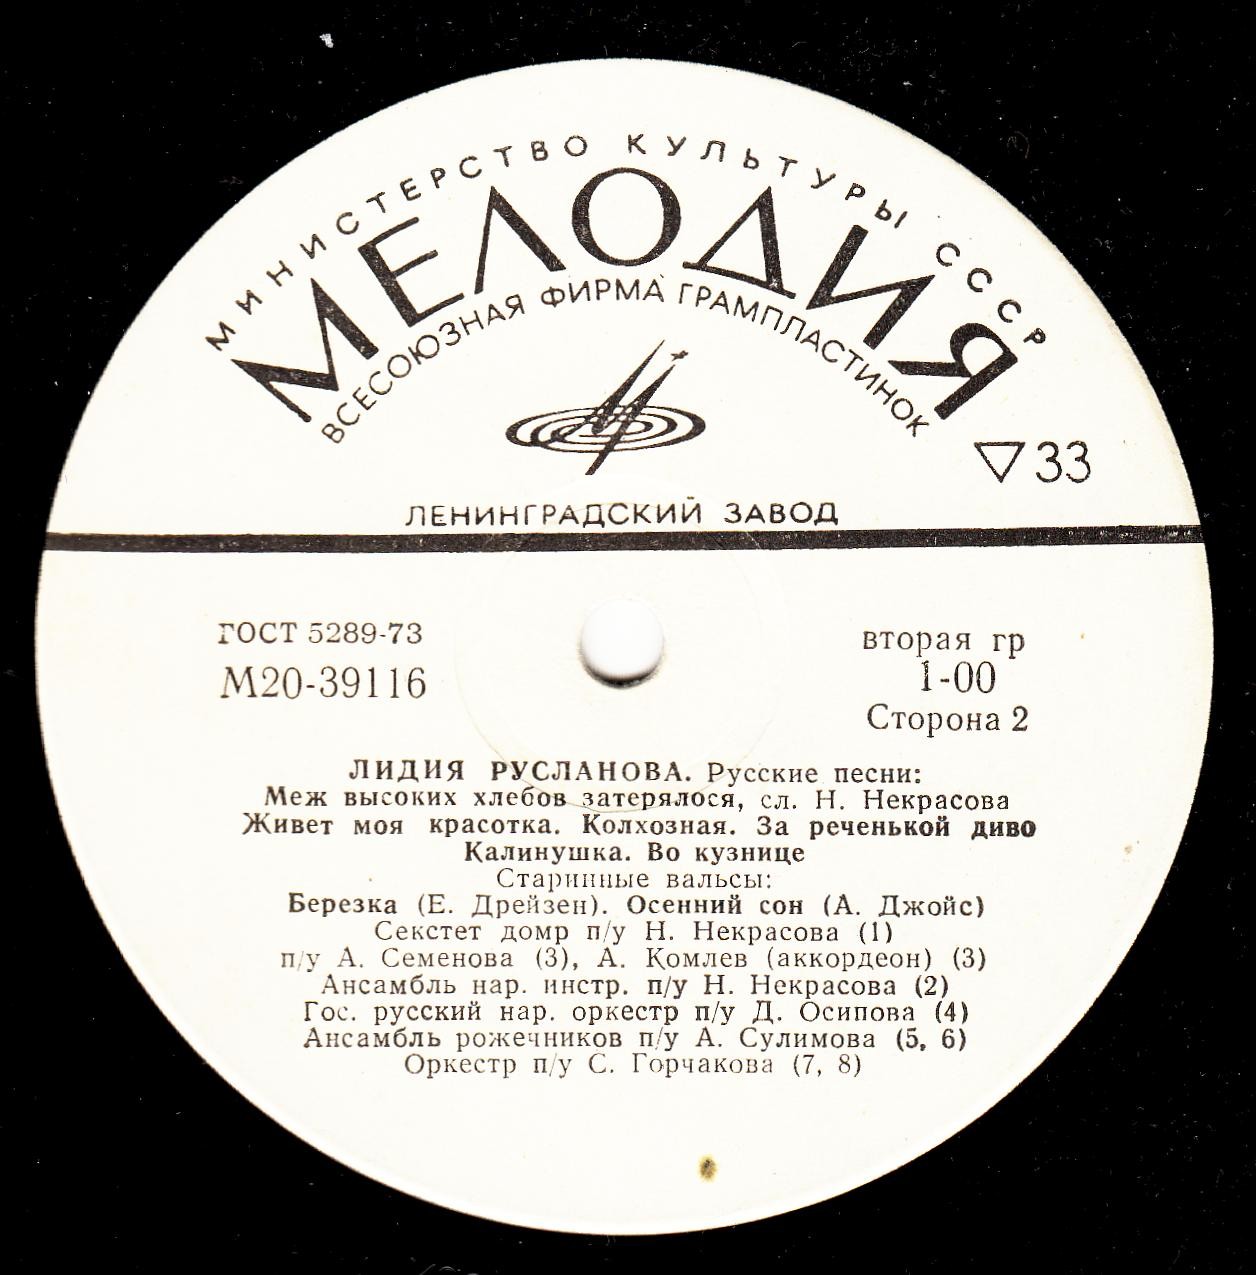 МИНИСТЕРСТВО КУЛЬТУРЫ СССР
МЕЛОДИЯ
ВСЕСОЮЗНАЯ ФИРМА ГРАМПЛАСТИНОК
33
ЛЕНИНГРАДСКИЙ ЗАВОД
ГОСТ 5289-73
М20-39116
вторая гр
1-00
Сторона 2
ЛИДИЯ РУСЛАНОВА. Русские песни:
Меж высоких хлебов затерялося, сл. Н. Некрасова
Живет моя красотка. Колхозная. За реченькой диво
Калинушка. Во кузнице
Старинные вальсы:
Березка (Е. Дрейзен). Осенний сон (А. Джойс)
Секстет домр п/у Н. Некрасова (1)
п/у А. Семенова (3), А. Комлев (аккордеон) (3)
Ансамбль нар. инстр. п/у Н. Некрасова (2)
Гос. русский нар. оркестр п/у Д. Осипова (4)
Ансамбль рожечников п/у А. Сулимова (5, 6)
Оркестр п/у С. Горчакова (7, 8)